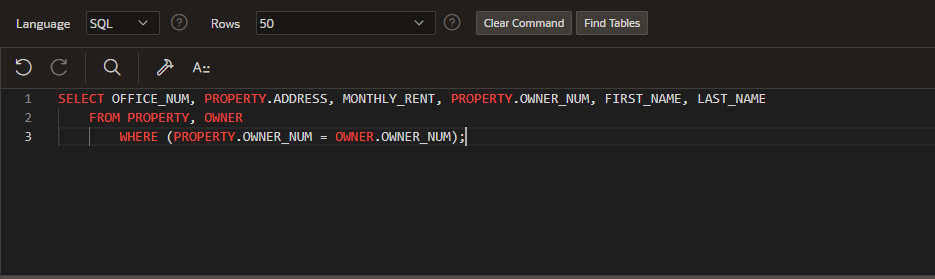 Language SQL ? Rows 50 ? Clear Command Find Tables
A::
1 SELECT OFFICE_NUM, PROPERTY.ADDRESS, MONTHLY_RENT, PROPERTY.OWNER_NUM, FIRST_NAME, LAST_NAME
2 FROM PROPERTY, OWNER
3 WHERE (PROPERTY.OWNER_NUM = OWNER.OWNER_NUM);